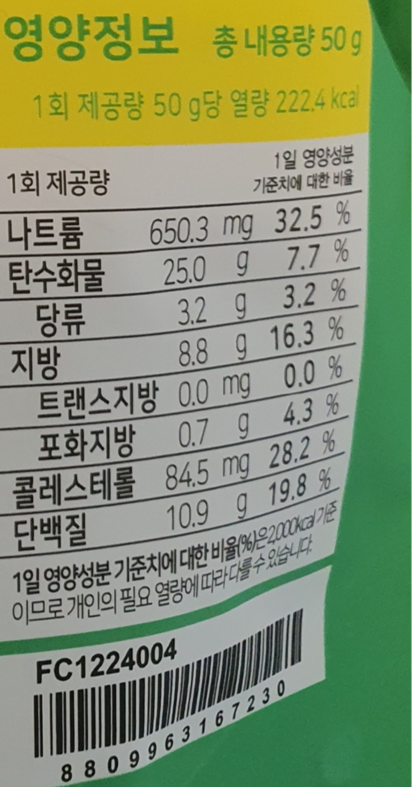 영양정보 총 내용량 50 g
1회 제공량 50 g당 열량 222.4 kcal
1회 제공량 1일 영양성분 기준치에 대한 비율
나트륨 650.3 mg 32.5 %
탄수화물 25.0 g 7.7 %
당류 3.2 g 3.2 %
지방 8.8 g 16.3 %
트랜스지방 0.0 mg 0.0 %
포화지방 0.7 g 4.3 %
콜레스테롤 84.5 mg 28.2 %
단백질 10.9 g 19.8 %
1일 영양성분 기준치에 대한 비율(%)은 2,000kcal 기준
이므로 개인의 필요 열량에 따라 다를 수 있습니다.
FC1224004
8809963167230